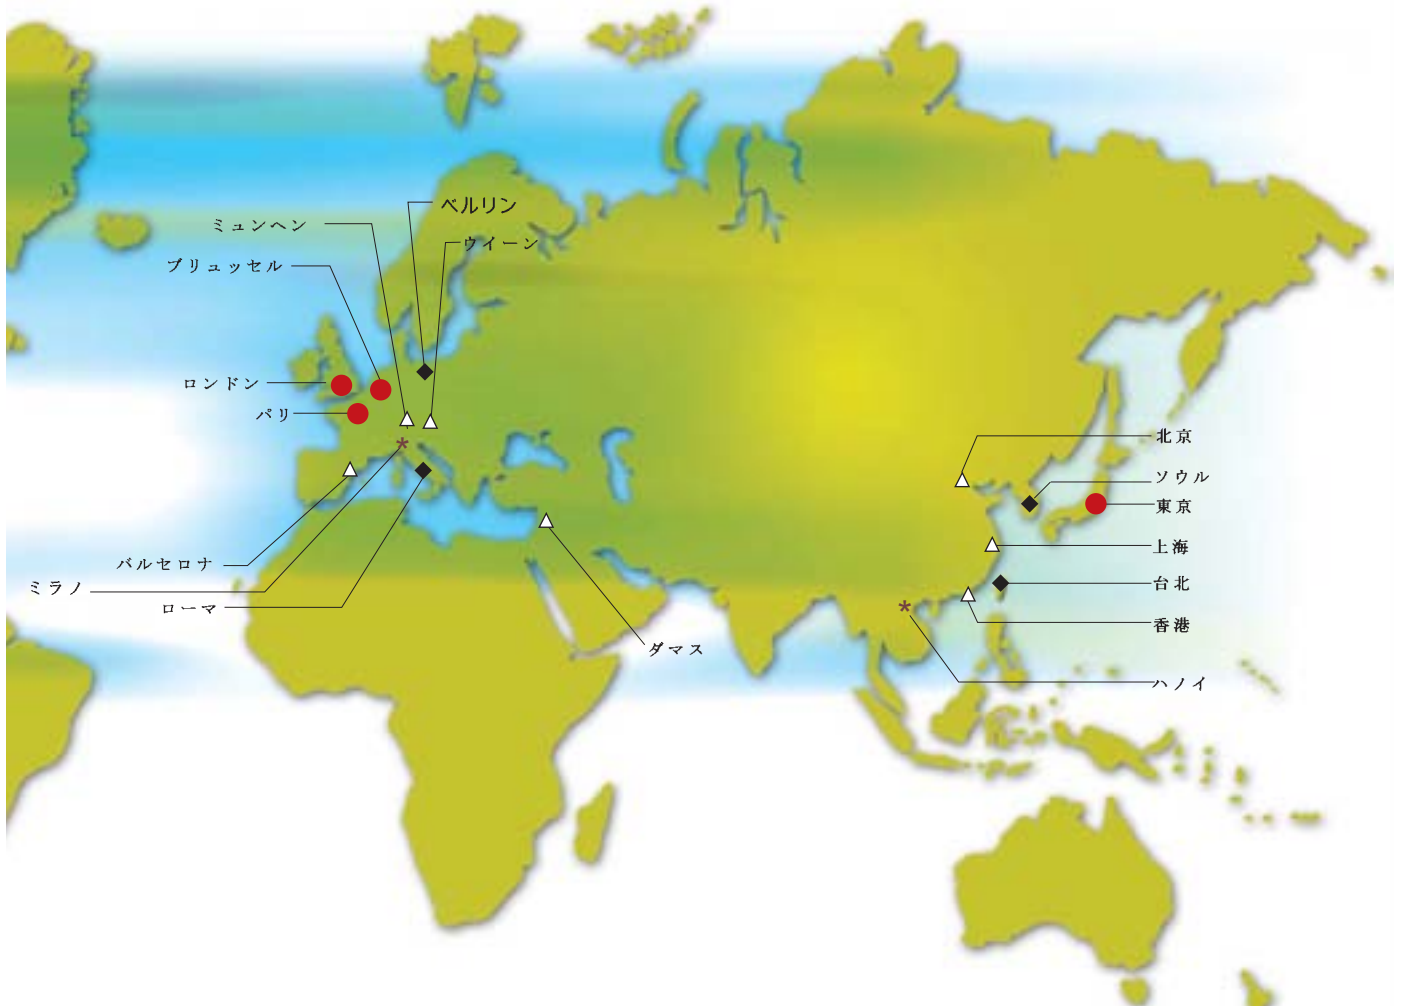 ベルリン
ミュンヘン
ウイーン
ブリュッセル
ロンドン
パリ
北京
ソウル
東京
上海
バルセロナ
台北
ミラノ
ローマ
香港
ダマス
ハノイ